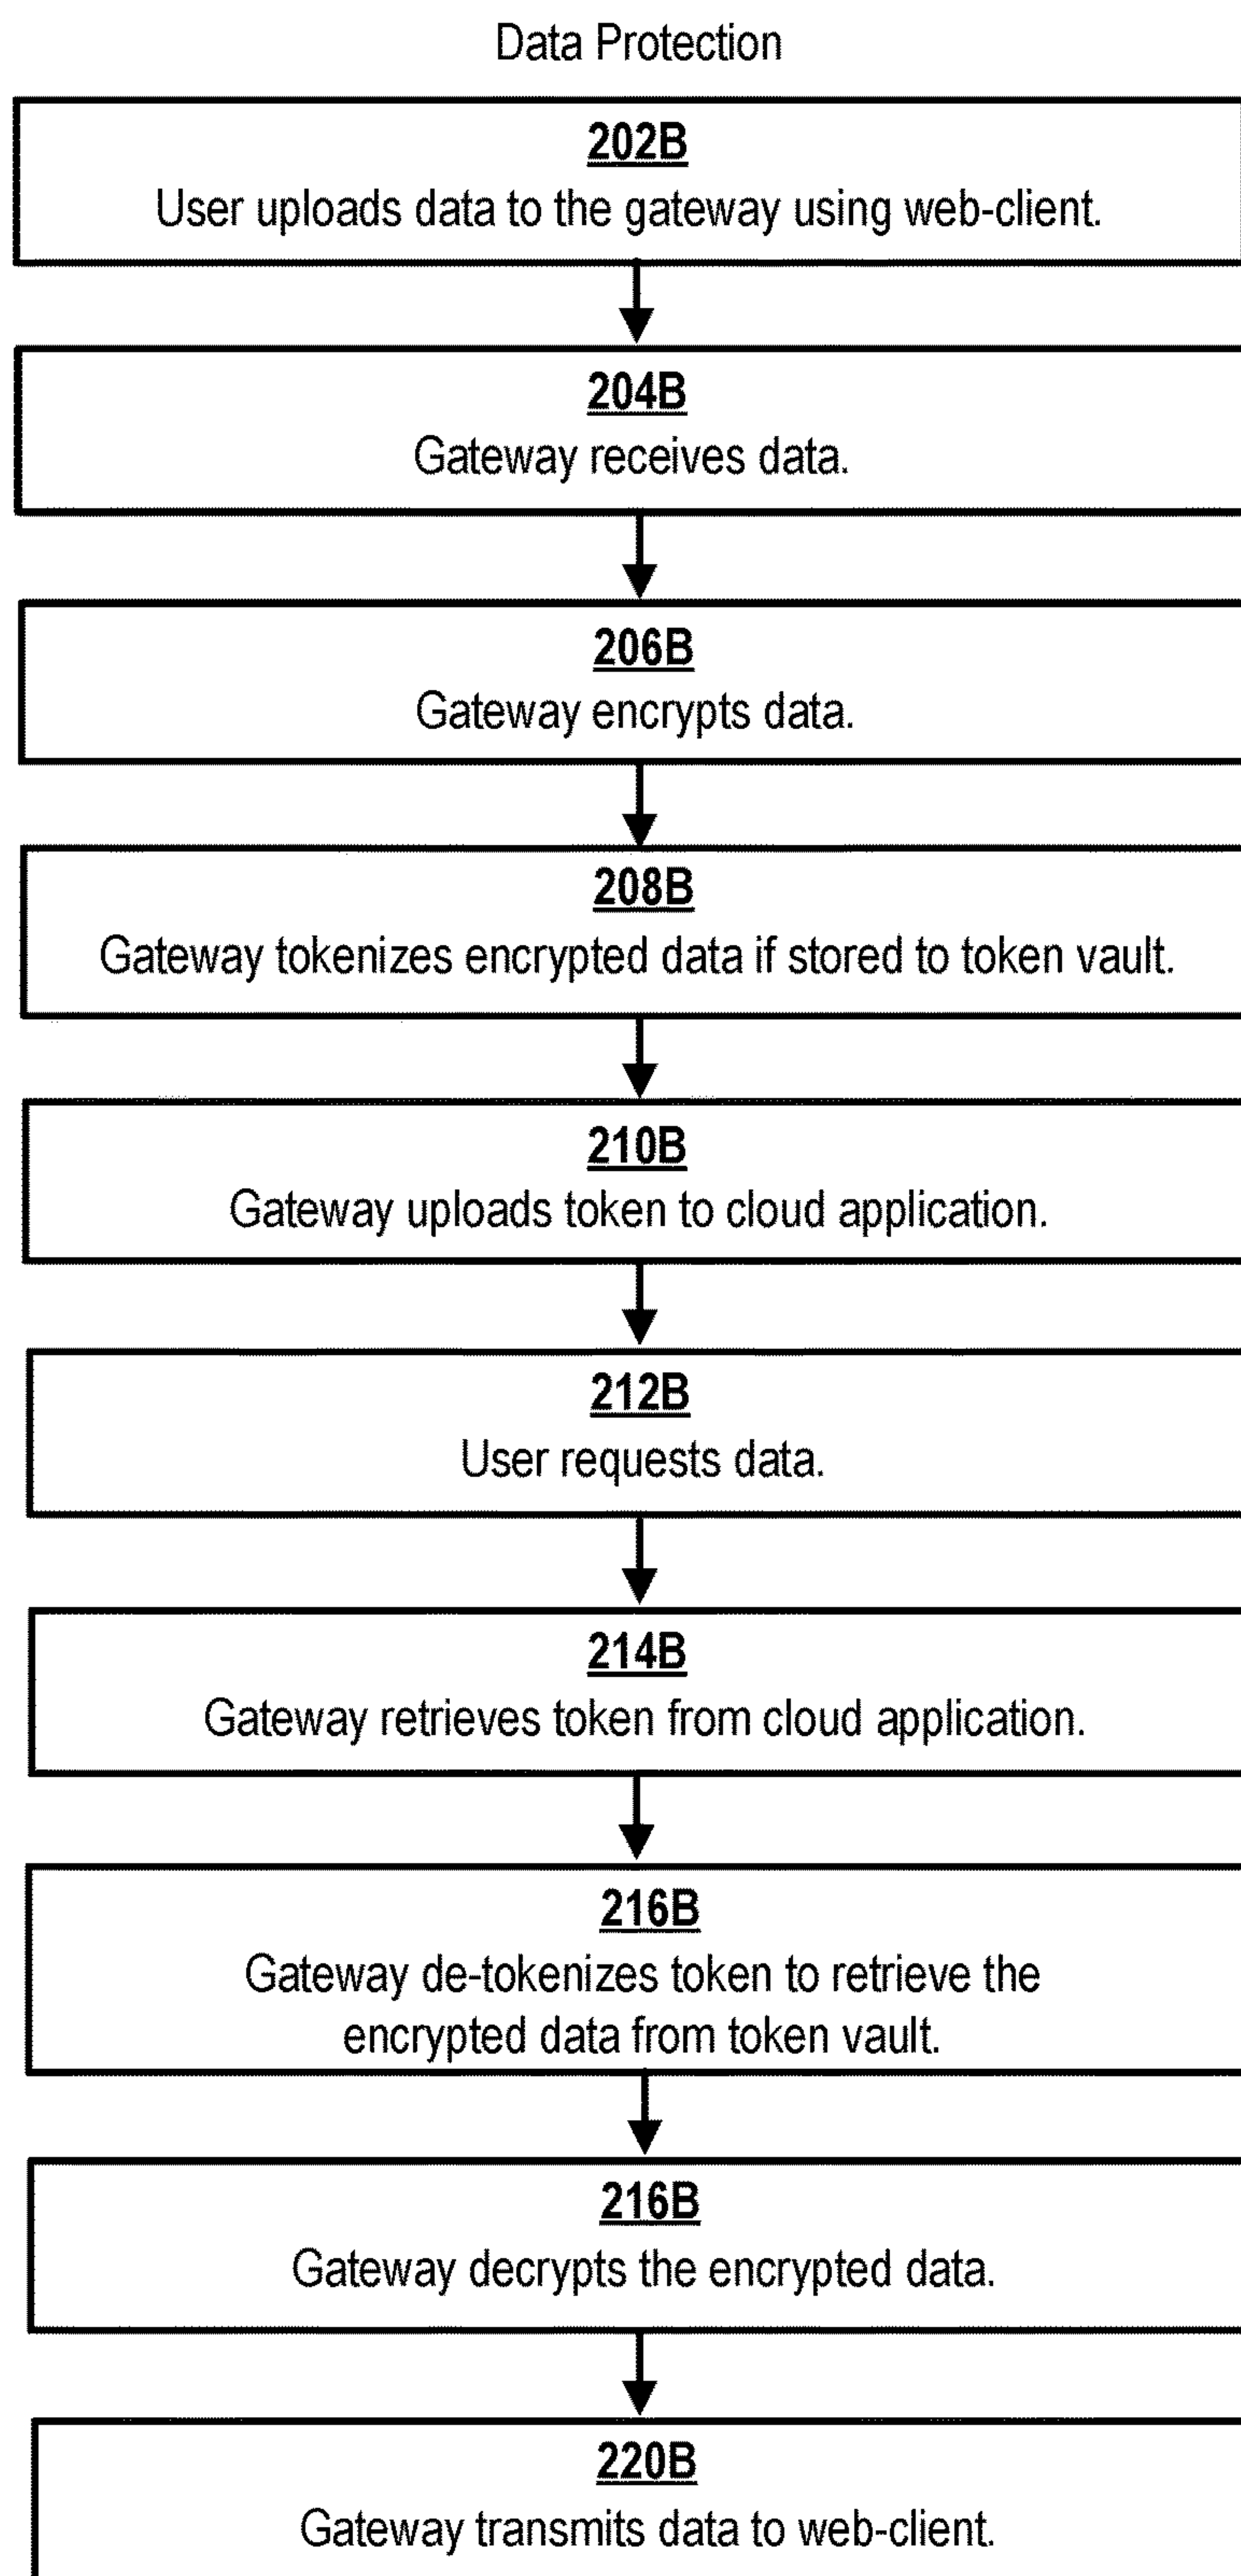 Data Protection
202B
User uploads data to the gateway using web-client.
204B
Gateway receives data.
206B
Gateway encrypts data.
208B
Gateway tokenizes encrypted data if stored to token vault.
210B
Gateway uploads token to cloud application.
212B
User requests data.
214B
Gateway retrieves token from cloud application.
216B
Gateway de-tokenizes token to retrieve the
encrypted data from token vault.
216B
Gateway decrypts the encrypted data.
220B
Gateway transmits data to web-client.